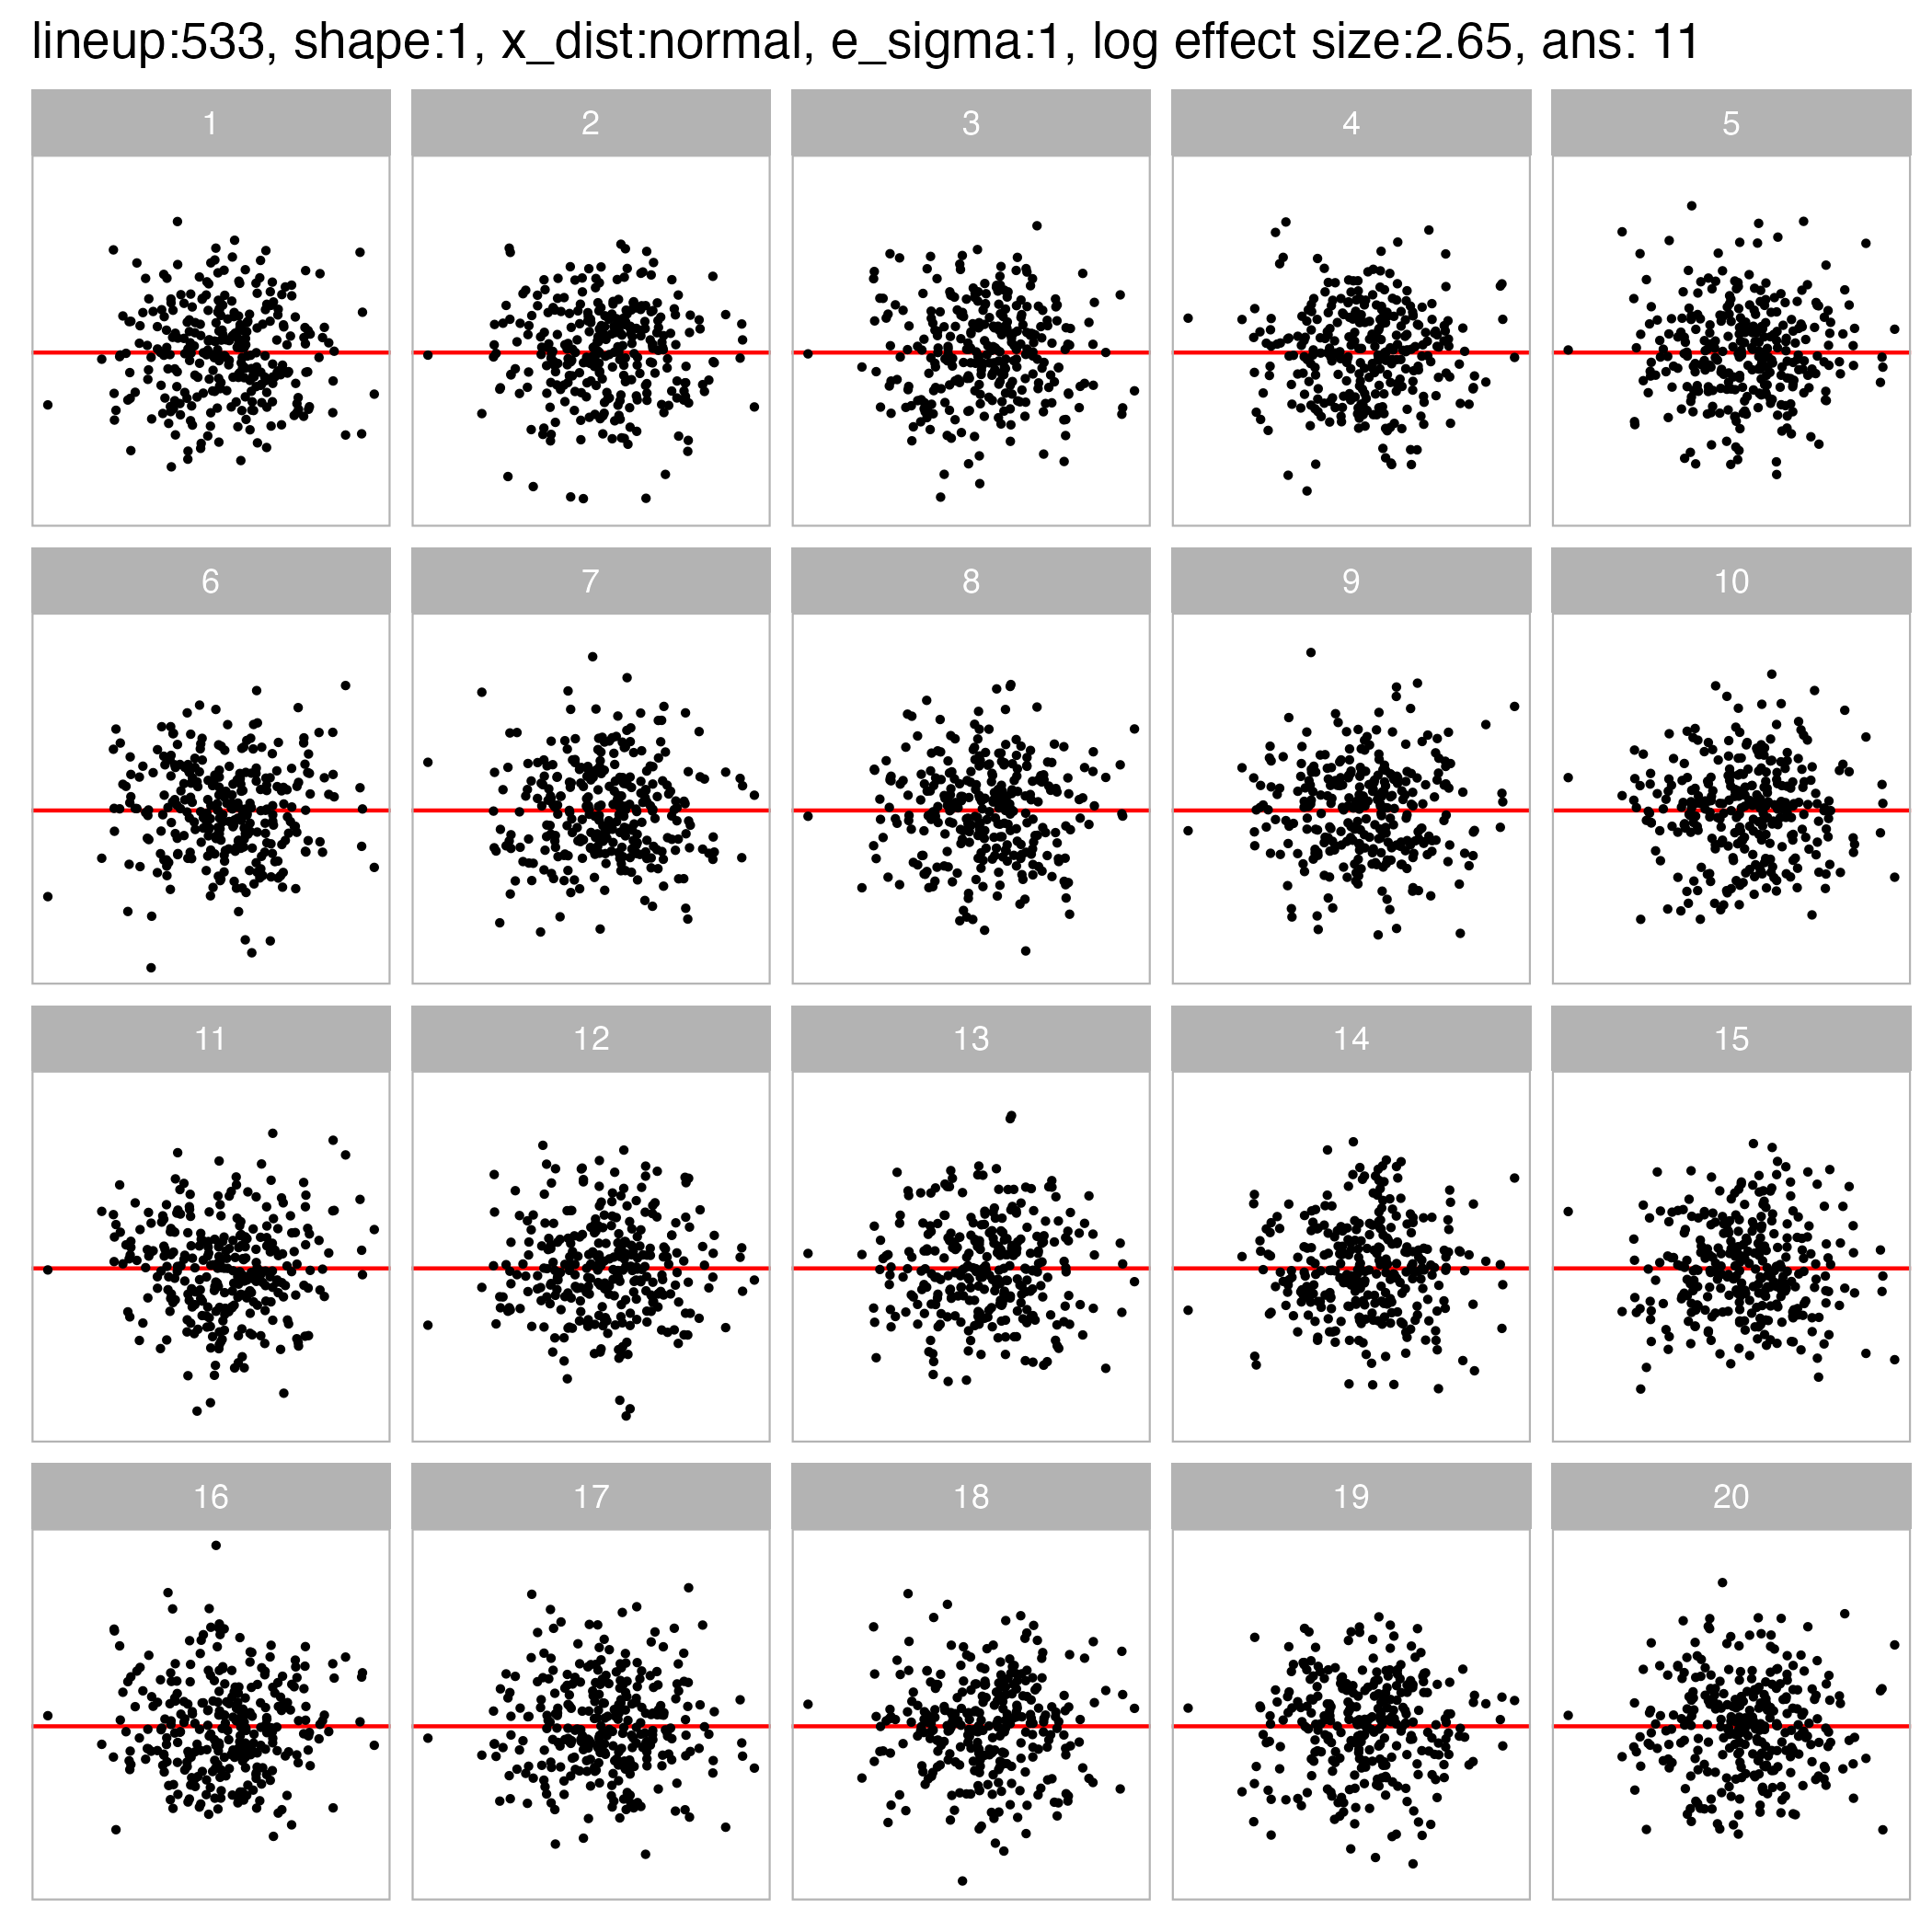 lineup:533, shape:1, x_dist:normal, e_sigma:1, log effect size:2.65, ans: 11
1 2 3 4 5
6 7 8 9 10
11 12 13 14 15
16 17 18 19 20